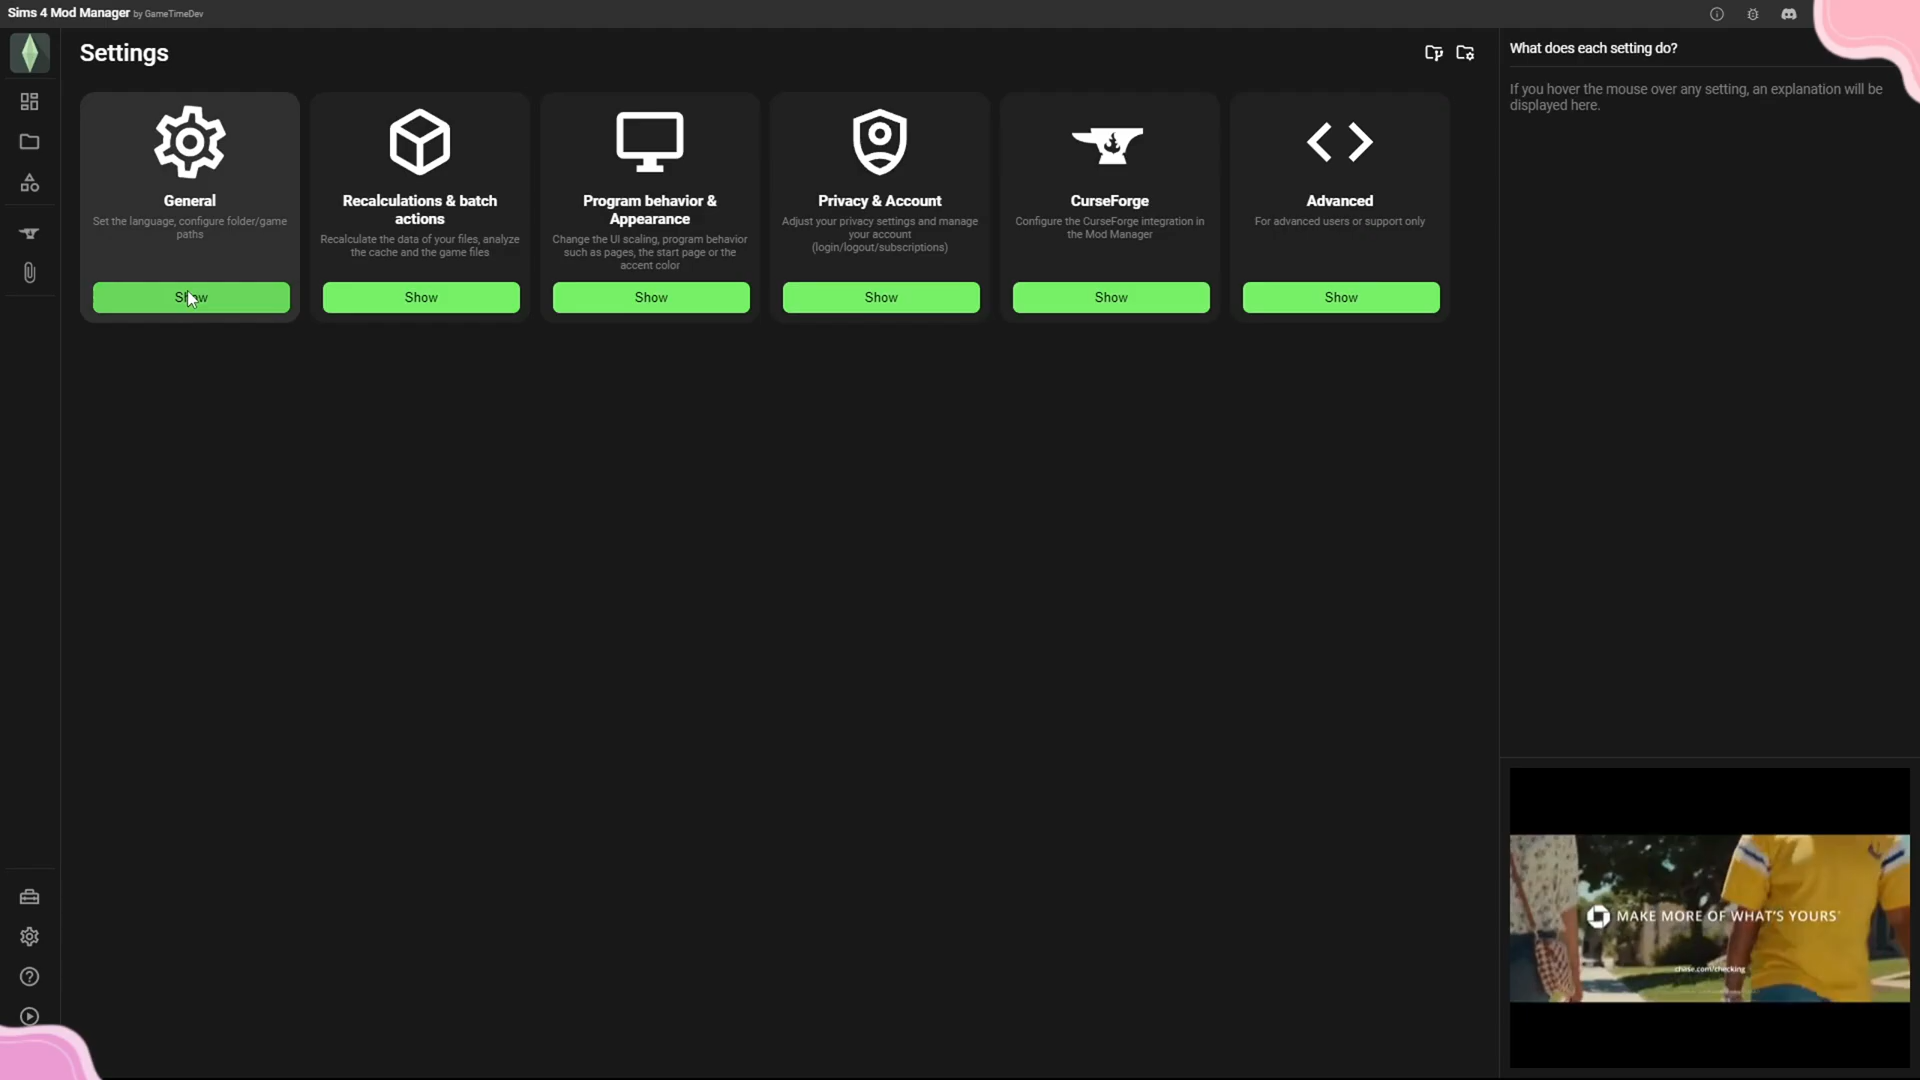 Sims 4 Mod Manager by GameTimeDev
Settings
General
Set the language, configure folder/game
paths
Show
Recalculations & batch
actions
Recalculate the data of your files, analyze
the cache and the game files
Show
Program behavior &
Appearance
Change the UI scaling, program behavior
such as pages, the start page or the
accent color
Show
Privacy & Account
Adjust your privacy settings and manage
your account
(login/logout/subscriptions)
Show
CurseForge
Configure the CurseForge integration in
the Mod Manager
Show
Advanced
For advanced users or support only
Show
What does each setting do?
If you hover the mouse over any setting, an explanation will be
displayed here.
MAKE MORE OF WHAT'S YOURS
chase.com/checking